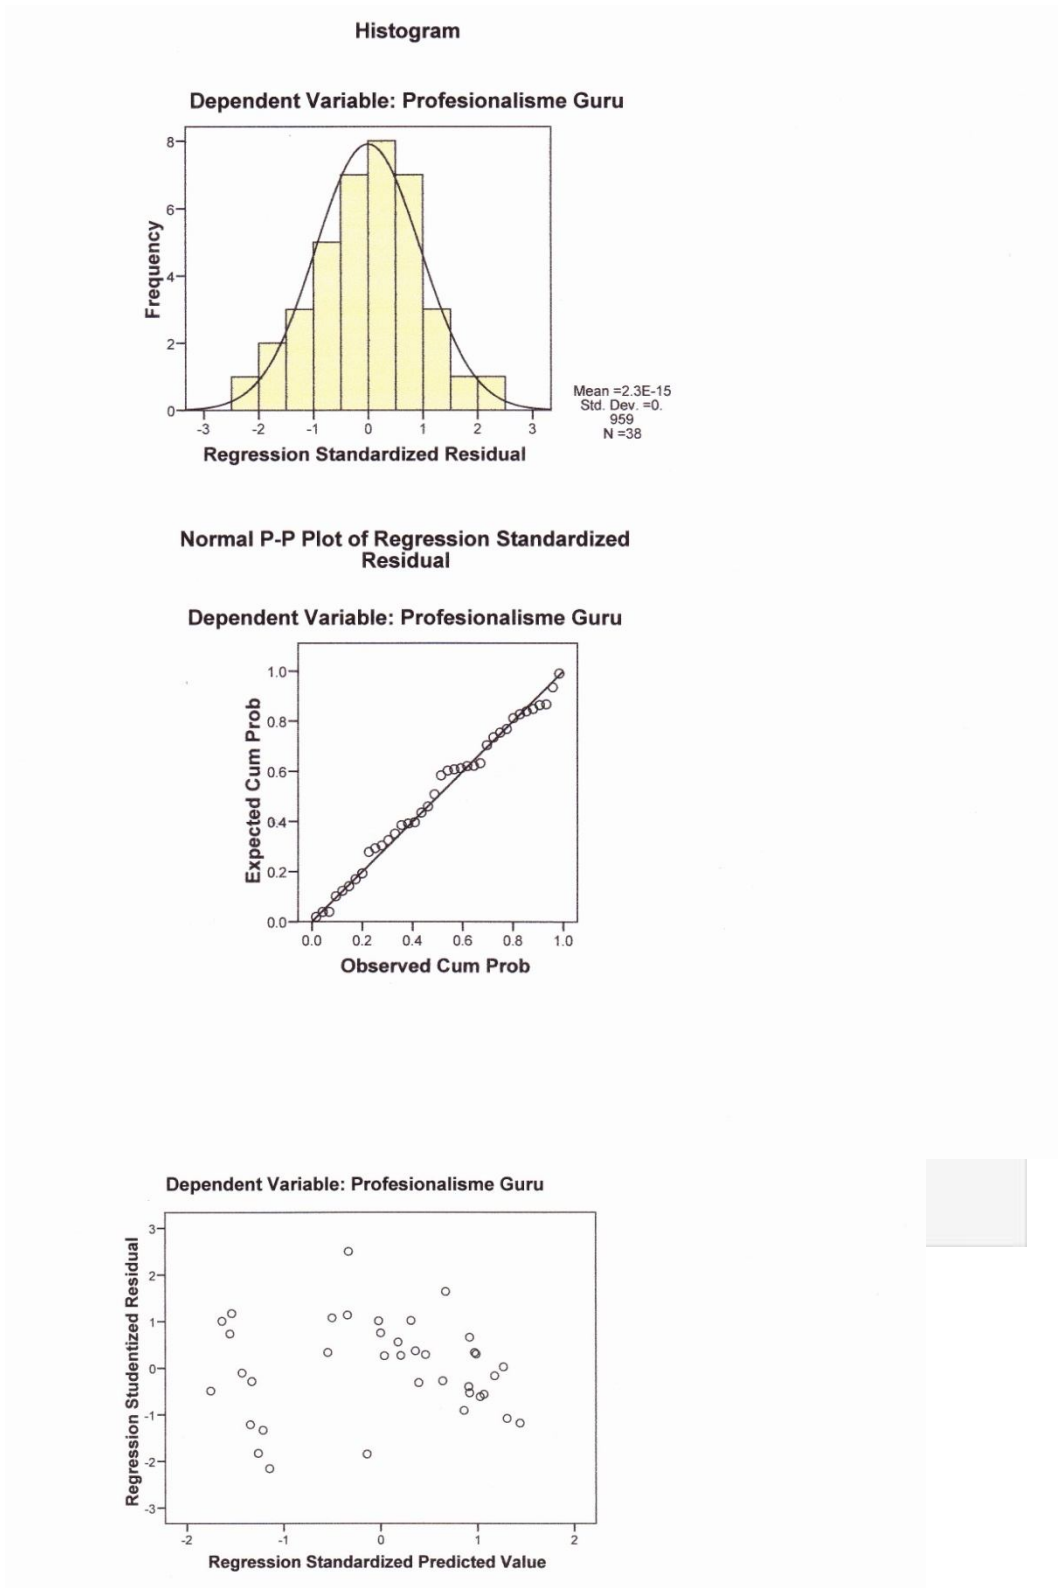 Histogram
Dependent Variable: Profesionalisme Guru
8
6
4
2
0
Frequency
-3 -2 -1 0 1 2 3
Regression Standardized Residual
Mean =2.3E-15
Std. Dev. =0.
959
N =38
Normal P-P Plot of Regression Standardized
Residual
Dependent Variable: Profesionalisme Guru
1.0
0.8
0.6
0.4
0.2
0.0
Expected Cum Prob
0.0 0.2 0.4 0.6 0.8 1.0
Observed Cum Prob
Dependent Variable: Profesionalisme Guru
3
2
1
0
-1
-2
-3
Regression Studentized Residual
-2 -1 0 1 2
Regression Standardized Predicted Value